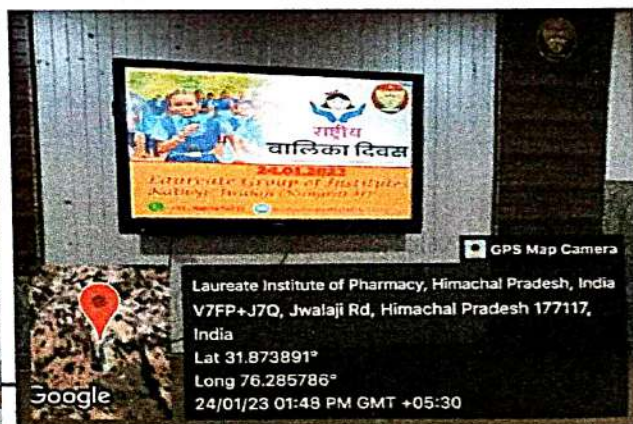 राष्ट्रीय
बालिका दिवस
24.01.2023
Laureate Group of Institutes
GPS Map Camera
Laureate Institute of Pharmacy, Himachal Pradesh, India
V7FP+J7Q, Jwalaji Rd, Himachal Pradesh 177117,
India
Lat 31.873891°
Long 76.285786°
24/01/23 01:48 PM GMT +05:30
Google